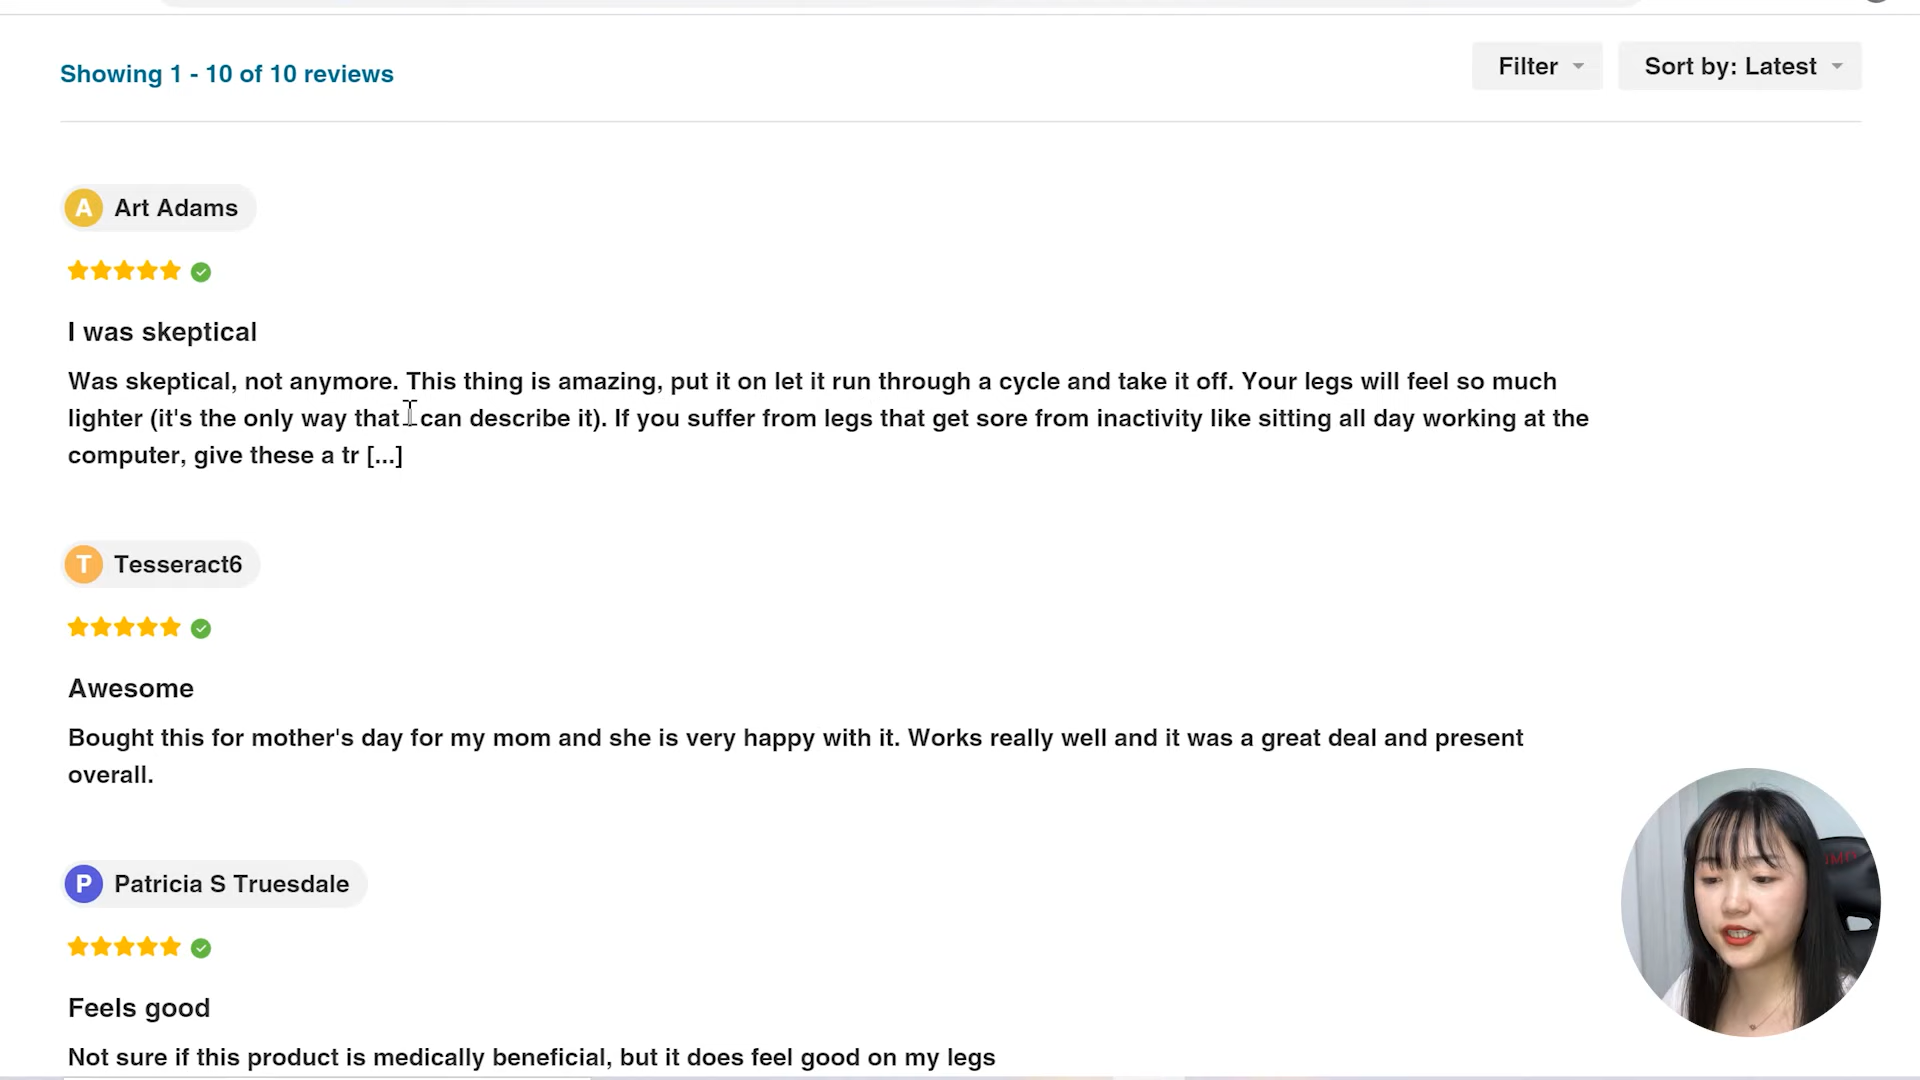 Showing 1 - 10 of 10 reviews
Filter
Sort by: Latest
A
Art Adams
I was skeptical
Was skeptical, not anymore. This thing is amazing, put it on let it run through a cycle and take it off. Your legs will feel so much
lighter (it's the only way that I can describe it). If you suffer from legs that get sore from inactivity like sitting all day working at the
computer, give these a tr [...]
T
Tesseract6
Awesome
Bought this for mother's day for my mom and she is very happy with it. Works really well and it was a great deal and present
overall.
P
Patricia S Truesdale
Feels good
Not sure if this product is medically beneficial, but it does feel good on my legs